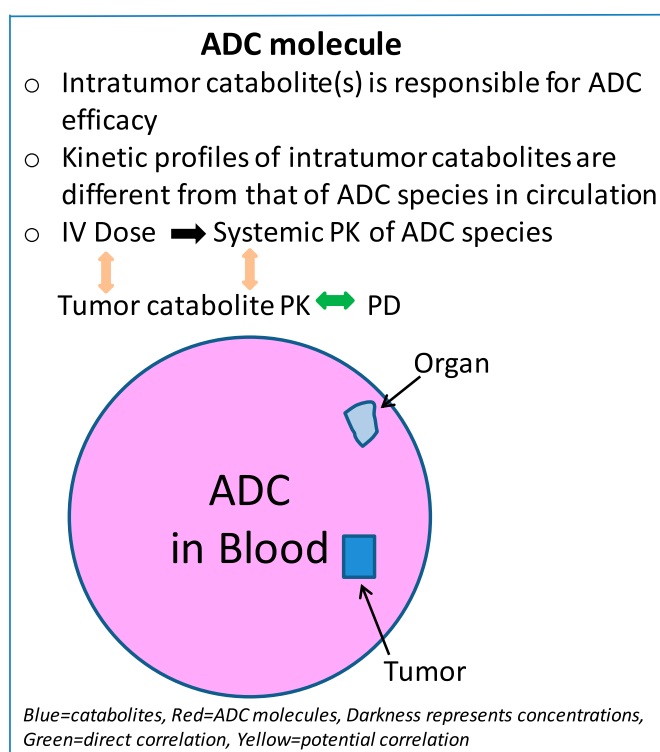 ADC molecule
○ Intratumor catabolite(s) is responsible for ADC
efficacy
○ Kinetic profiles of intratumor catabolites are
different from that of ADC species in circulation
○ IV Dose ➡ Systemic PK of ADC species
Tumor catabolite PK ⬌ PD
Organ
ADC
in Blood
Tumor
Blue=catabolites, Red=ADC molecules, Darkness represents concentrations,
Green=direct correlation, Yellow=potential correlation